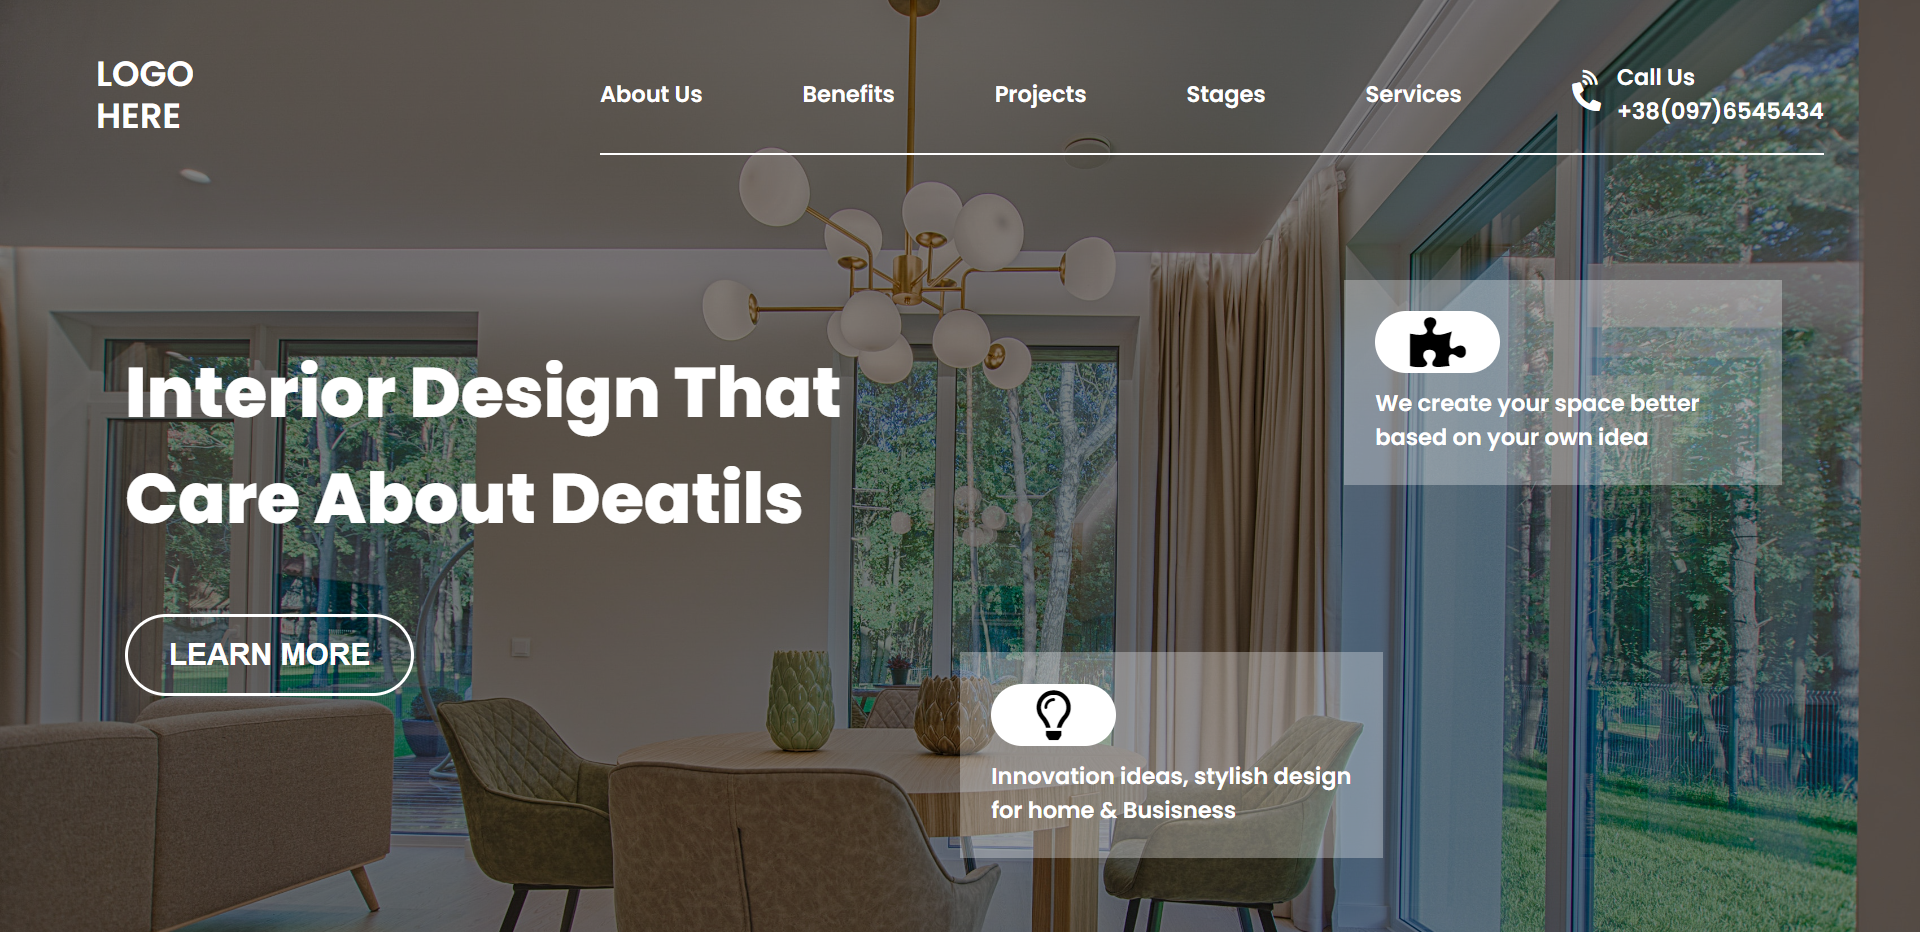 LOGO
HERE
About Us
Benefits
Projects
Stages
Services
Call Us
+38(097)6545434
Interior Design That
Care About Deatils
LEARN MORE
We create your space better
based on your own idea
Innovation ideas, stylish design
for home & Busisness